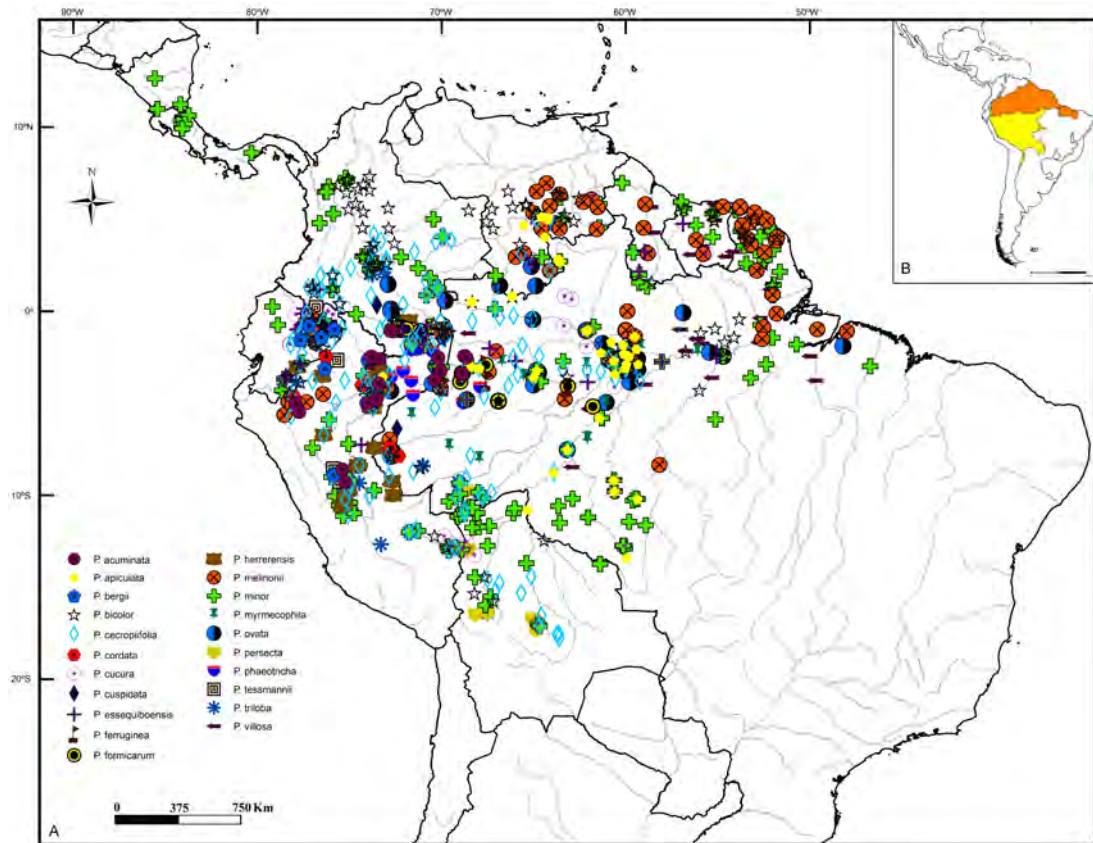 90°W 80°W 70°W 60°W 50°W
10°N
N
0°
10°S
20°S
P. acuminata
P. apiculata
P. bergii
P. bicolor
P. cecropiifolia
P. cordata
P. cucura
P. cuspidata
P. essequiboensis
P. ferruginea
P. formicarum
P. herrerensis
P. melinonii
P. minor
P. myrmecophila
P. ovata
P. persecta
P. phaeotricha
P. tessmannii
P. triloba
P. villosa
0 375 750 Km
A
B